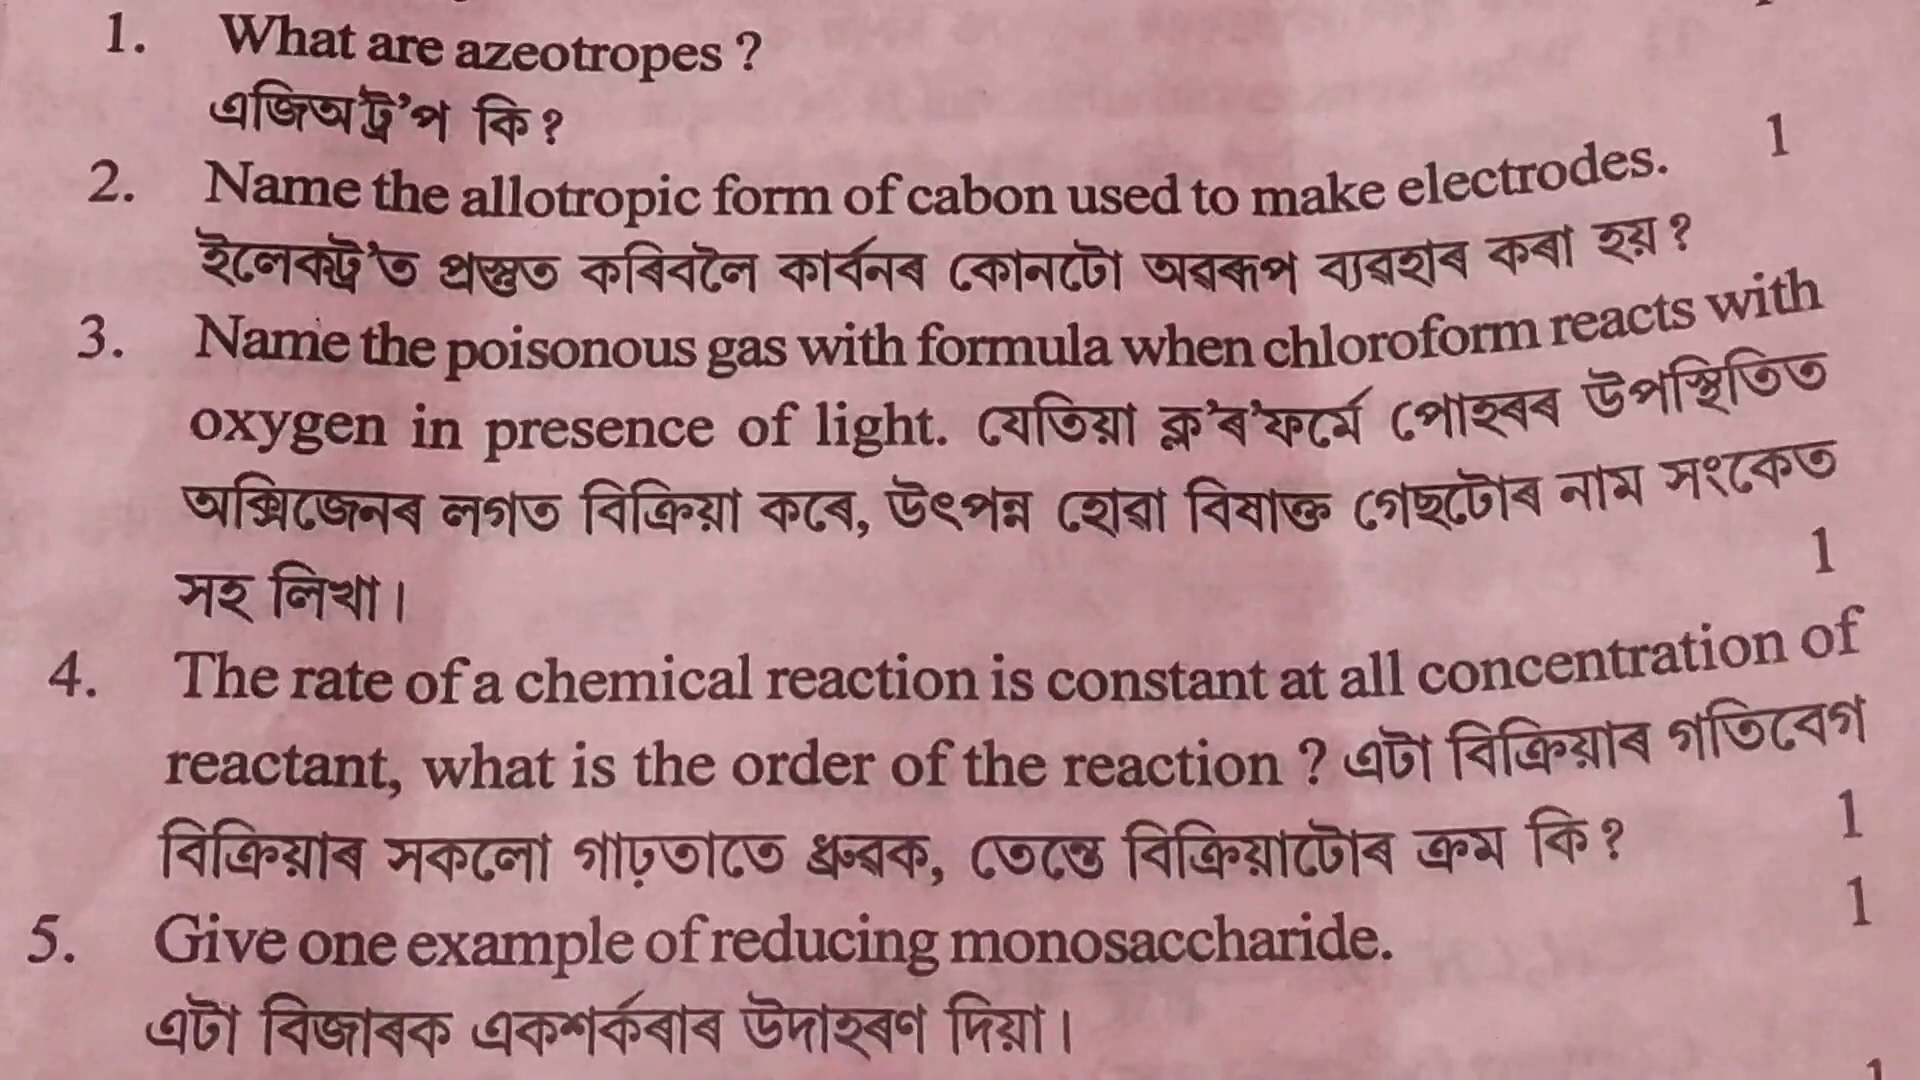 1. What are azeotropes ?
এজিঅ'ট্ৰ'প কি ?
1
2. Name the allotropic form of cabon used to make electrodes.
ইলেকট্ৰ'ত প্ৰস্তুত কৰিবলৈ কাৰ্বনৰ কোনটো অৱৰূপ ব্যৱহাৰ কৰা হয় ?
3. Name the poisonous gas with formula when chloroform reacts with
oxygen in presence of light. যেতিয়া ক্ল'ৰ'ফৰ্মে পোহৰৰ উপস্থিতিত
অক্সিজেনৰ লগত বিক্ৰিয়া কৰে, উৎপন্ন হোৱা বিষাক্ত গেছটোৰ নাম সংকেত
সহ লিখা।
1
4. The rate of a chemical reaction is constant at all concentration of
reactant, what is the order of the reaction ? এটা বিক্ৰিয়াৰ গতিবেগ
বিক্ৰিয়াৰ সকলো গাঢ়তাতে ধ্ৰুৱক, তেন্তে বিক্ৰিয়াটোৰ ক্ৰম কি ?
1
5. Give one example of reducing monosaccharide.
1
এটা বিজাৰক একশৰ্কৰাৰ উদাহৰণ দিয়া।
1